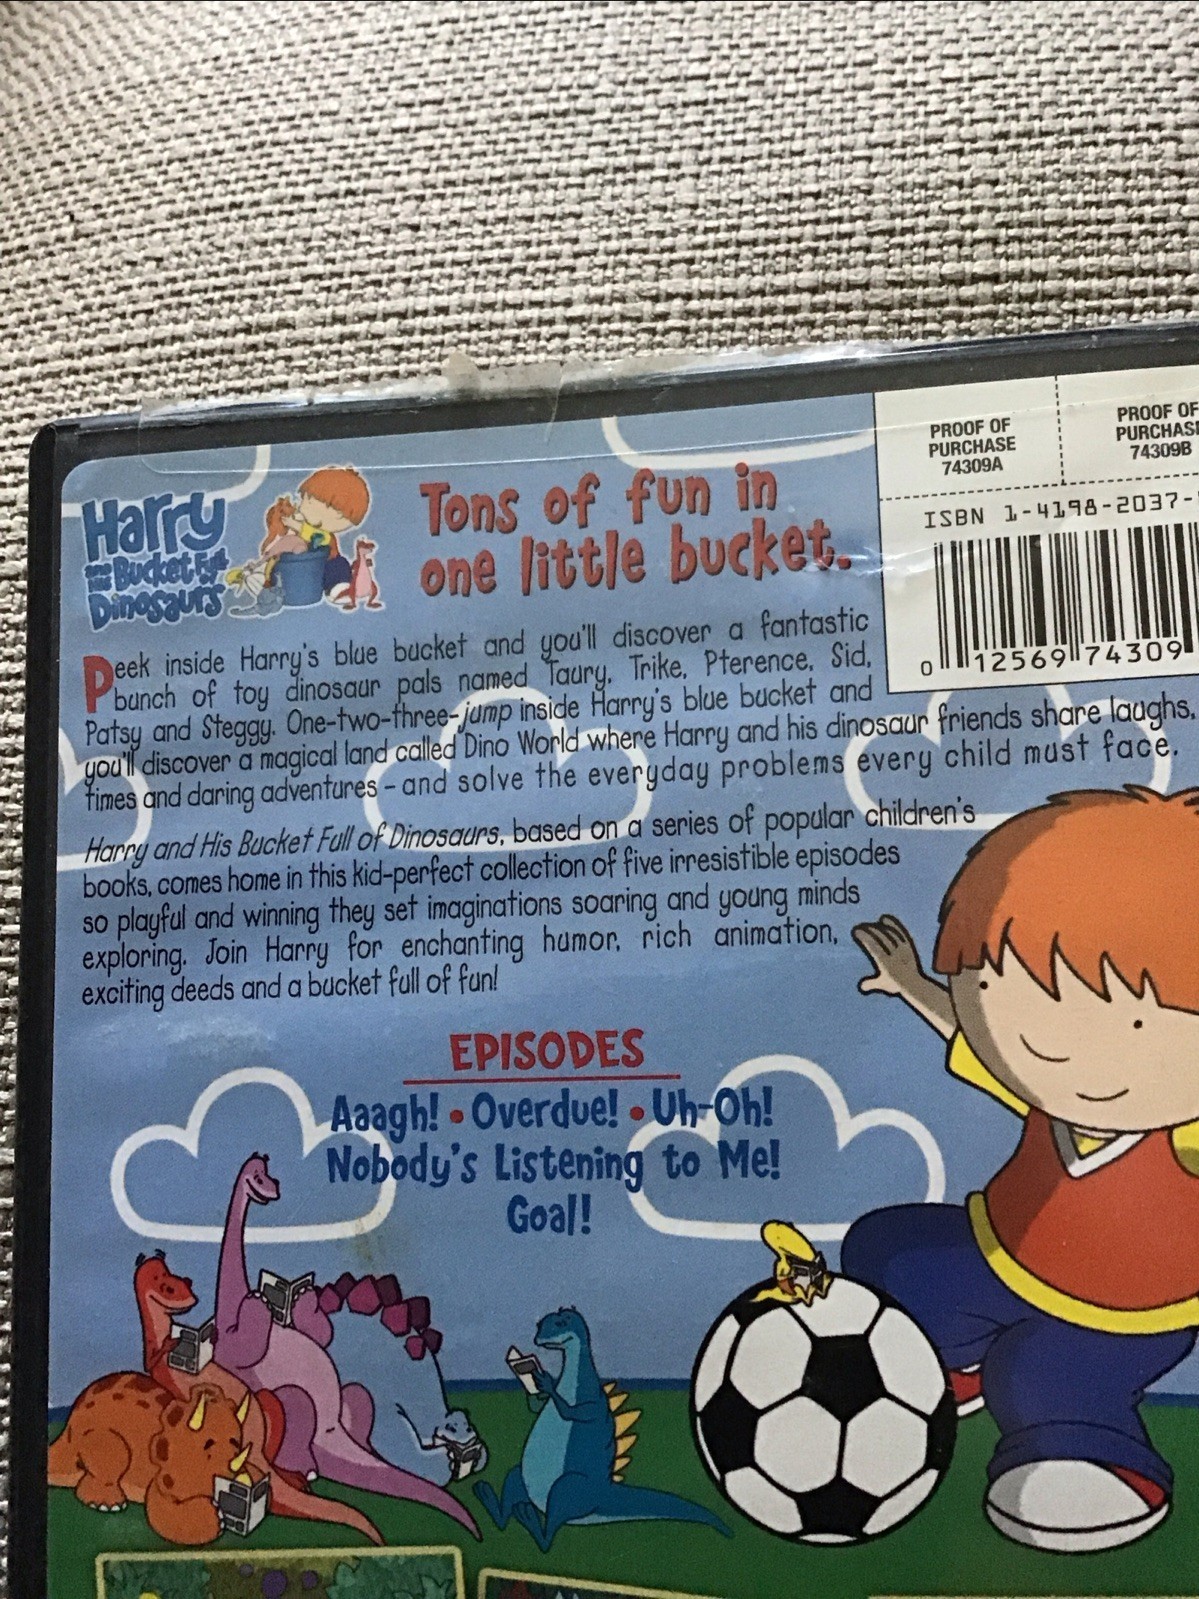 PROOF OF
PURCHASE
74309A
PROOF OF
PURCHAS
74309B
ISBN 1-4198-2037-
0 12569 74309
Harry
and His
Bucket Full of
Dinosaurs
Tons of fun in
one little bucket.
Peek inside Harry's blue bucket and you'll discover a fantastic
bunch of toy dinosaur pals named Taury, Trike, Pterence, Sid,
Patsy and Steggy. One-two-three-jump inside Harry's blue bucket and
you'll discover a magical land called Dino World where Harry and his dinosaur friends share laughs,
times and daring adventures – and solve the everyday problems every child must face.
Harry and His Bucket Full of Dinosaurs, based on a series of popular children's
books, comes home in this kid-perfect collection of five irresistible episodes
so playful and winning they set imaginations soaring and young minds
exploring. Join Harry for enchanting humor, rich animation,
exciting deeds and a bucket full of fun!
EPISODES
Aaagh! • Overdue! • Uh-Oh!
Nobody's Listening to Me!
Goal!